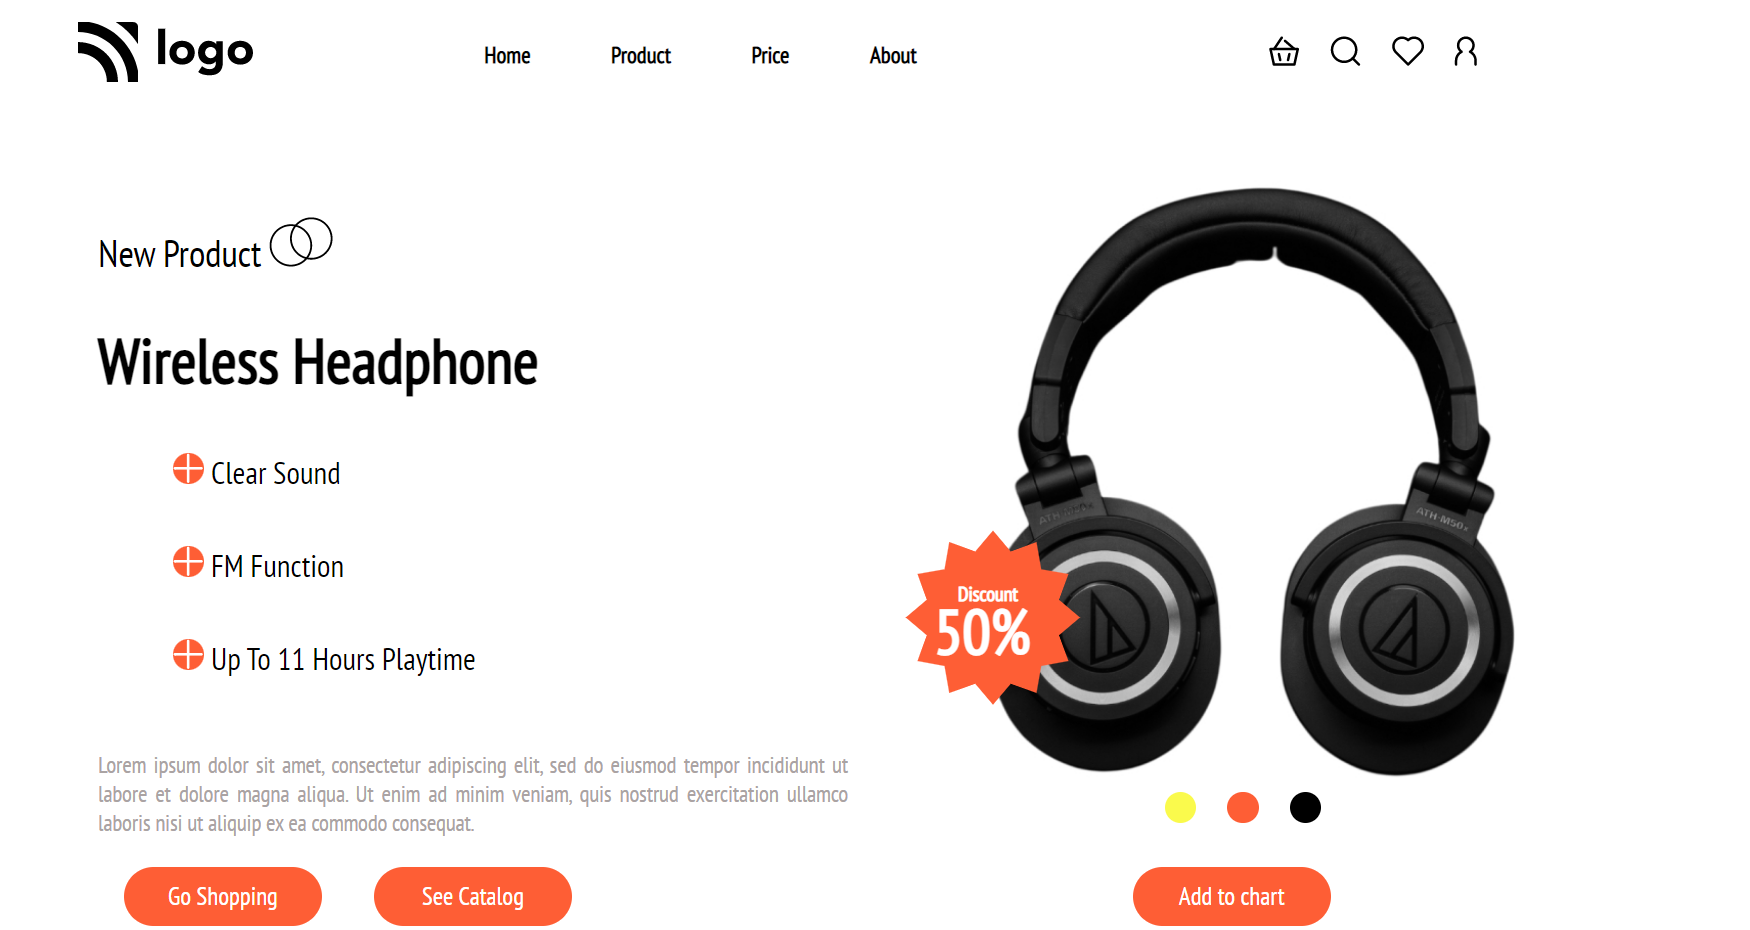 logo
Home Product Price About
New Product
Wireless Headphone
Clear Sound
FM Function
Up To 11 Hours Playtime
Lorem ipsum dolor sit amet, consectetur adipiscing elit, sed do eiusmod tempor incididunt ut
labore et dolore magna aliqua. Ut enim ad minim veniam, quis nostrud exercitation ullamco
laboris nisi ut aliquip ex ea commodo consequat.
Go Shopping
See Catalog
ATH-M50x
ATH-M50x
Discount
50%
Add to chart